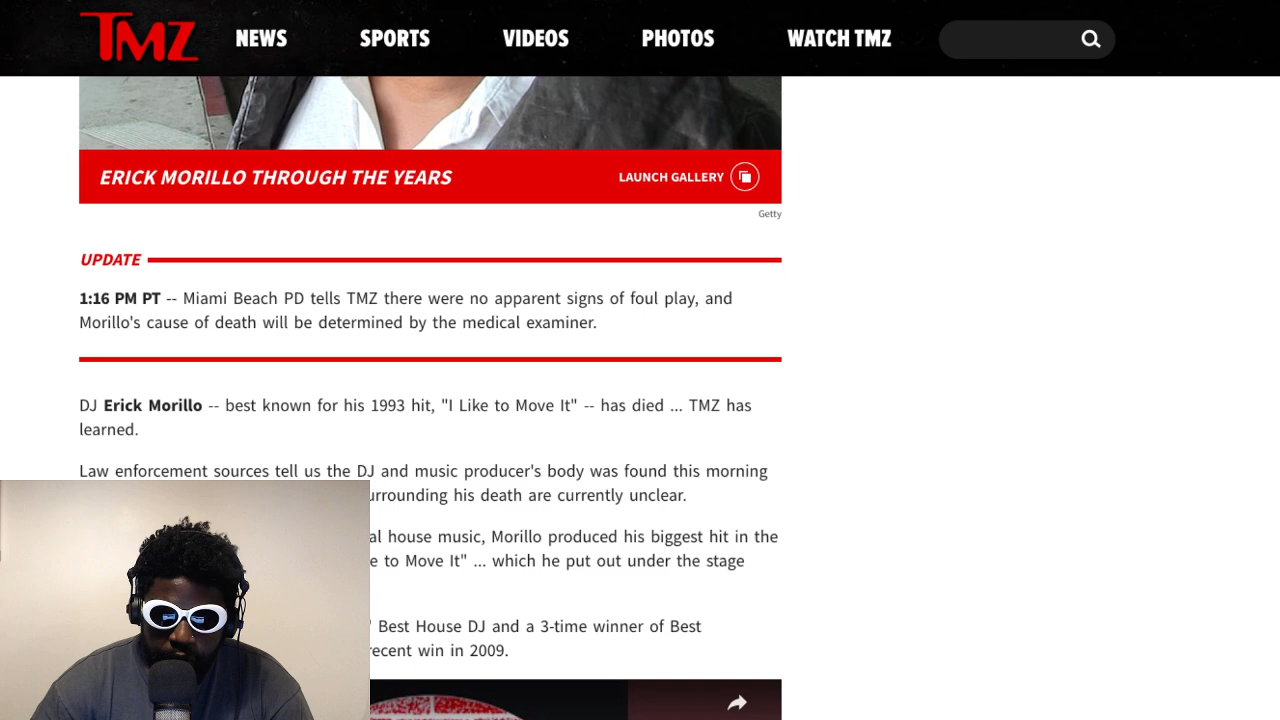 TMZ
NEWS SPORTS VIDEOS PHOTOS WATCH TMZ
ERICK MORILLO THROUGH THE YEARS
LAUNCH GALLERY
Getty
UPDATE
1:16 PM PT -- Miami Beach PD tells TMZ there were no apparent signs of foul play, and
Morillo's cause of death will be determined by the medical examiner.
DJ Erick Morillo -- best known for his 1993 hit, "I Like to Move It" -- has died ... TMZ has
learned.
Law enforcement sources tell us the DJ and music producer's body was found this morning
urrounding his death are currently unclear.
al house music, Morillo produced his biggest hit in the
e to Move It" ... which he put out under the stage
Best House DJ and a 3-time winner of Best
recent win in 2009.